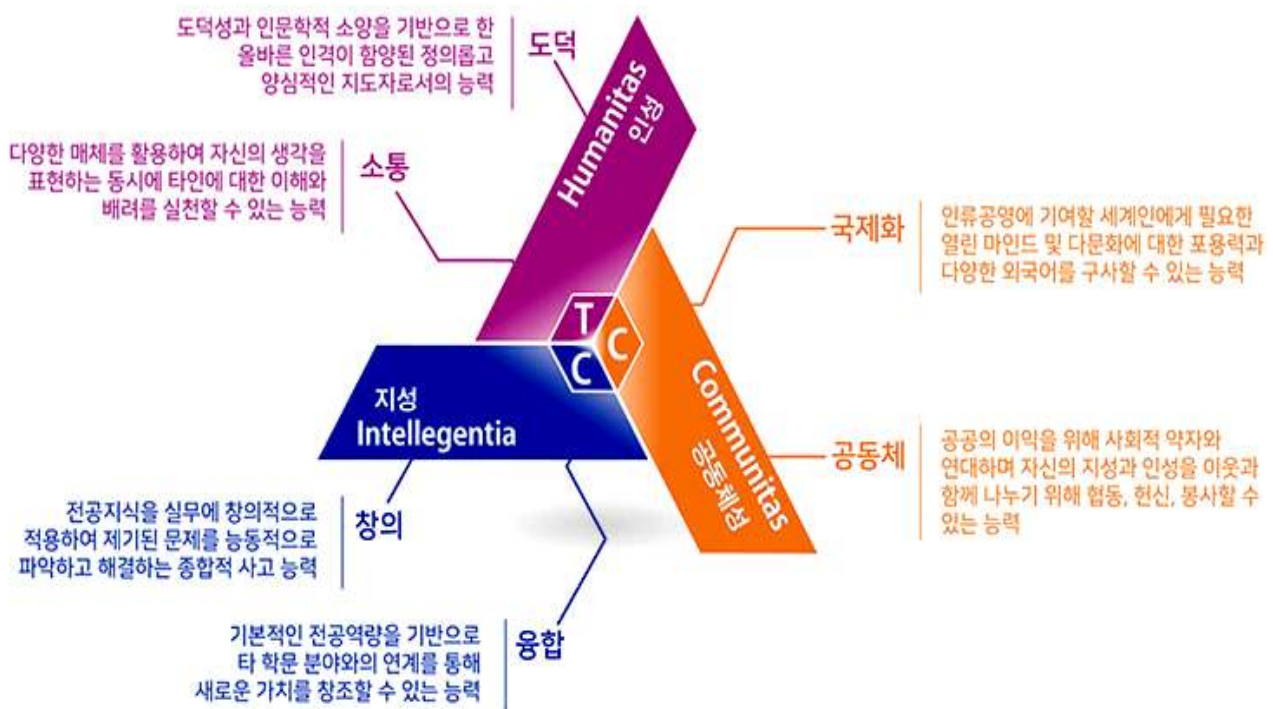 도덕성과 인문학적 소양을 기반으로 한
올바른 인격이 함양된 정의롭고
양심적인 지도자로서의 능력
도덕
다양한 매체를 활용하여 자신의 생각을
표현하는 동시에 타인에 대한 이해와
배려를 실천할 수 있는 능력
소통
Humanitas
인성
국제화
인류공영에 기여할 세계인에게 필요한
열린 마인드 및 다문화에 대한 포용력과
다양한 외국어를 구사할 수 있는 능력
T
C
C
지성
Intellegentia
Communitas
공동체성
공동체
공공의 이익을 위해 사회적 약자와
연대하며 자신의 지성과 인성을 이웃과
함께 나누기 위해 협동, 헌신, 봉사할 수
있는 능력
전공지식을 실무에 창의적으로
적용하여 제기된 문제를 능동적으로
파악하고 해결하는 종합적 사고 능력
창의
기본적인 전공역량을 기반으로
타 학문 분야와의 연계를 통해
새로운 가치를 창조할 수 있는 능력
융합